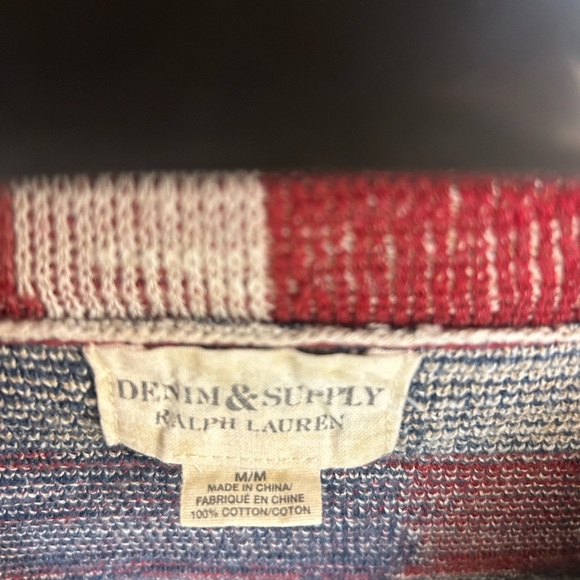 DENIM & SUPPLY
RALPH LAUREN
M/M
MADE IN CHINA/
FABRIQUÉ EN CHINE
100% COTTON/COTON